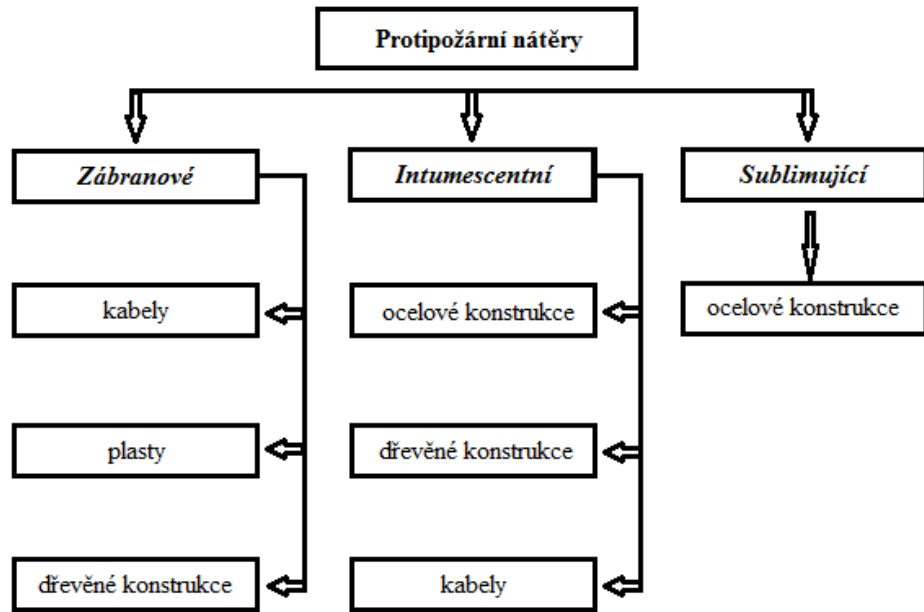 Protipožární nátěry
Zábranové
Intumescentní
Sublimující
kabely
ocelové konstrukce
ocelové konstrukce
plasty
dřevěné konstrukce
dřevěné konstrukce
kabely